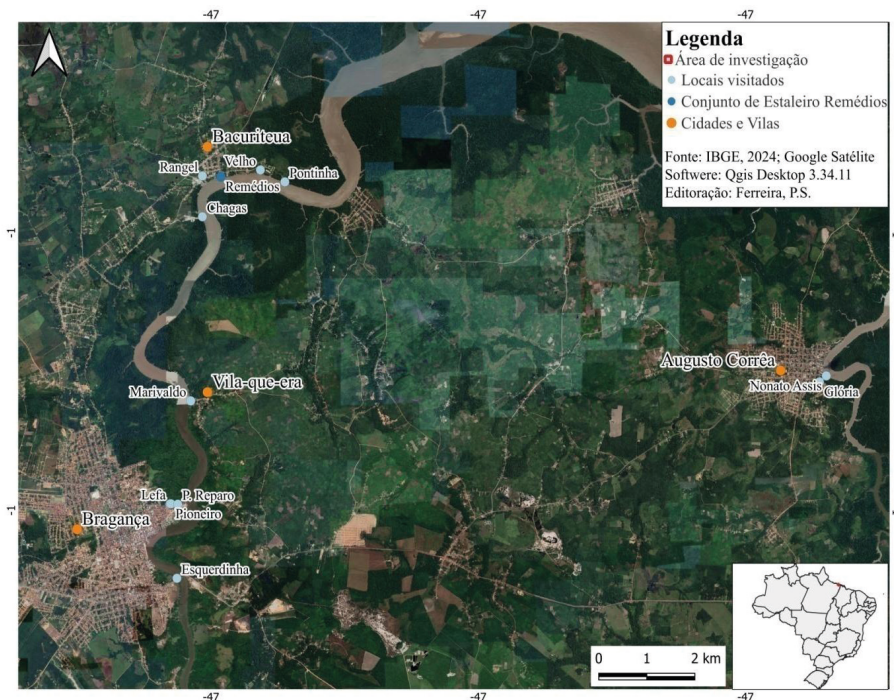 -47 -47 -47
Legenda
Área de investigação
Locais visitados
Conjunto de Estaleiro Remédios
Cidades e Vilas
Fonte: IBGE, 2024; Google Satélite
Softwere: Qgis Desktop 3.34.11
Editoração: Ferreira, P.S.
Bacuriteua
Rangel
Velho
Remédios
Pontinha
Chagas
-1
Augusto Corrêa
Nonato Assis
Glória
Vila-que-era
Marivaldo
Lefa
P. Reparo
Pioneiro
-1
Bragança
Esquerdinha
0 1 2 km
-47 -47 -47